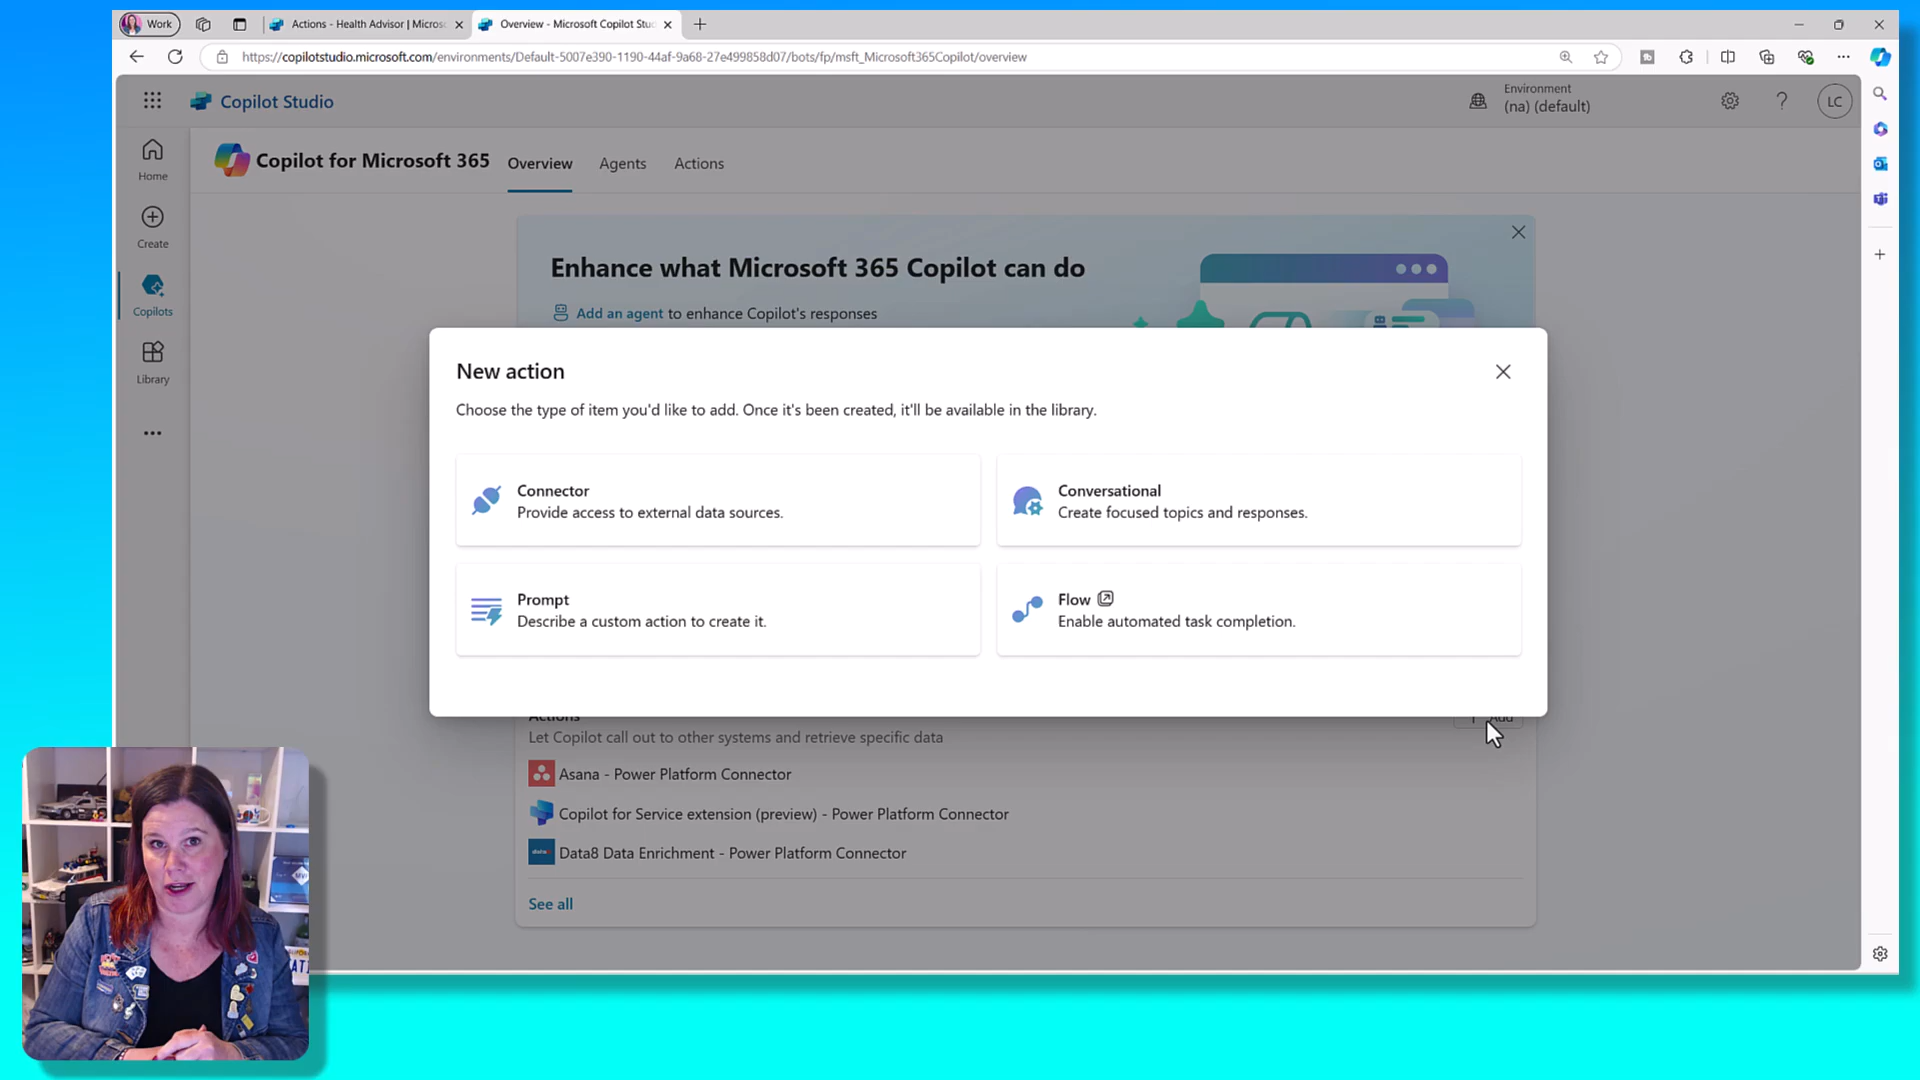 Work
Actions - Health Advisor | Micros
Overview - Microsoft Copilot Stu
https://copilotstudio.microsoft.com/environments/Default-5007e390-1190-44af-9a68-27e499858d07/bots/fp/msft_Microsoft365Copilot/overview
Copilot Studio
Environment
(na) (default)
LC
Copilot for Microsoft 365
Overview
Agents
Actions
Home
Create
Copilots
Library
Enhance what Microsoft 365 Copilot can do
Add an agent to enhance Copilot's responses
New action
Choose the type of item you'd like to add. Once it's been created, it'll be available in the library.
Connector
Provide access to external data sources.
Conversational
Create focused topics and responses.
Prompt
Describe a custom action to create it.
Flow
Enable automated task completion.
Actions
Add
Let Copilot call out to other systems and retrieve specific data
Asana - Power Platform Connector
Copilot for Service extension (preview) - Power Platform Connector
Data8 Data Enrichment - Power Platform Connector
See all